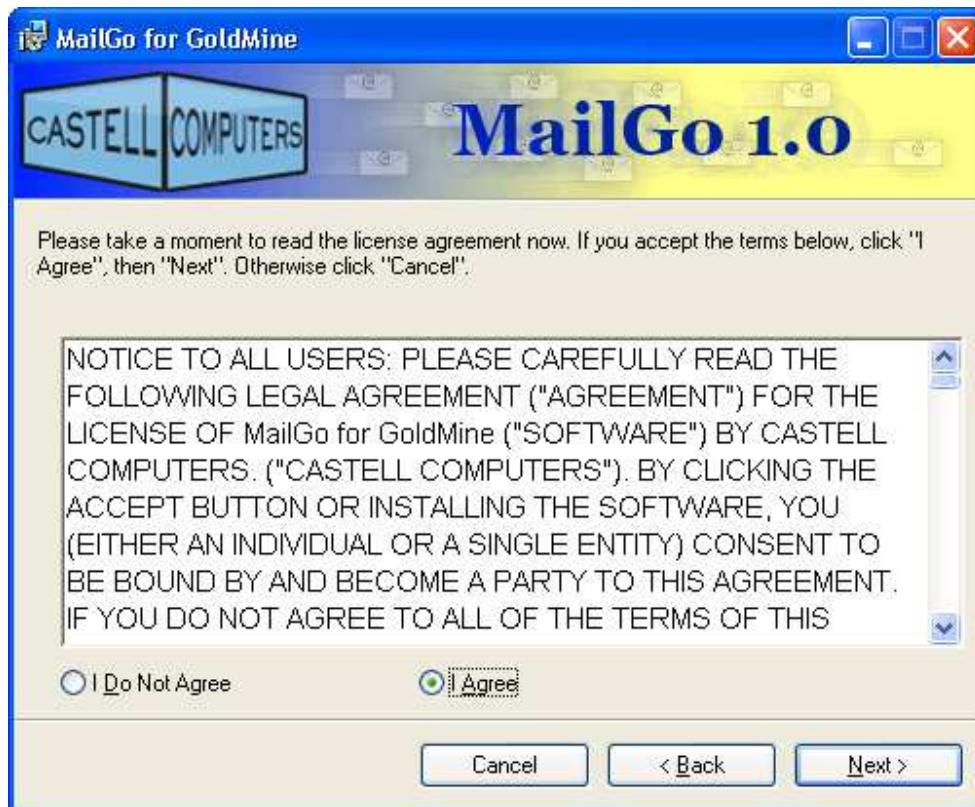 MailGo for GoldMine
CASTELL COMPUTERS
MailGo 1.0
Please take a moment to read the license agreement now. If you accept the terms below, click "I
Agree", then "Next". Otherwise click "Cancel".
NOTICE TO ALL USERS: PLEASE CAREFULLY READ THE
FOLLOWING LEGAL AGREEMENT ("AGREEMENT") FOR THE
LICENSE OF MailGo for GoldMine ("SOFTWARE") BY CASTELL
COMPUTERS. ("CASTELL COMPUTERS"). BY CLICKING THE
ACCEPT BUTTON OR INSTALLING THE SOFTWARE, YOU
(EITHER AN INDIVIDUAL OR A SINGLE ENTITY) CONSENT TO
BE BOUND BY AND BECOME A PARTY TO THIS AGREEMENT.
IF YOU DO NOT AGREE TO ALL OF THE TERMS OF THIS
I Do Not Agree I Agree
Cancel < Back Next >